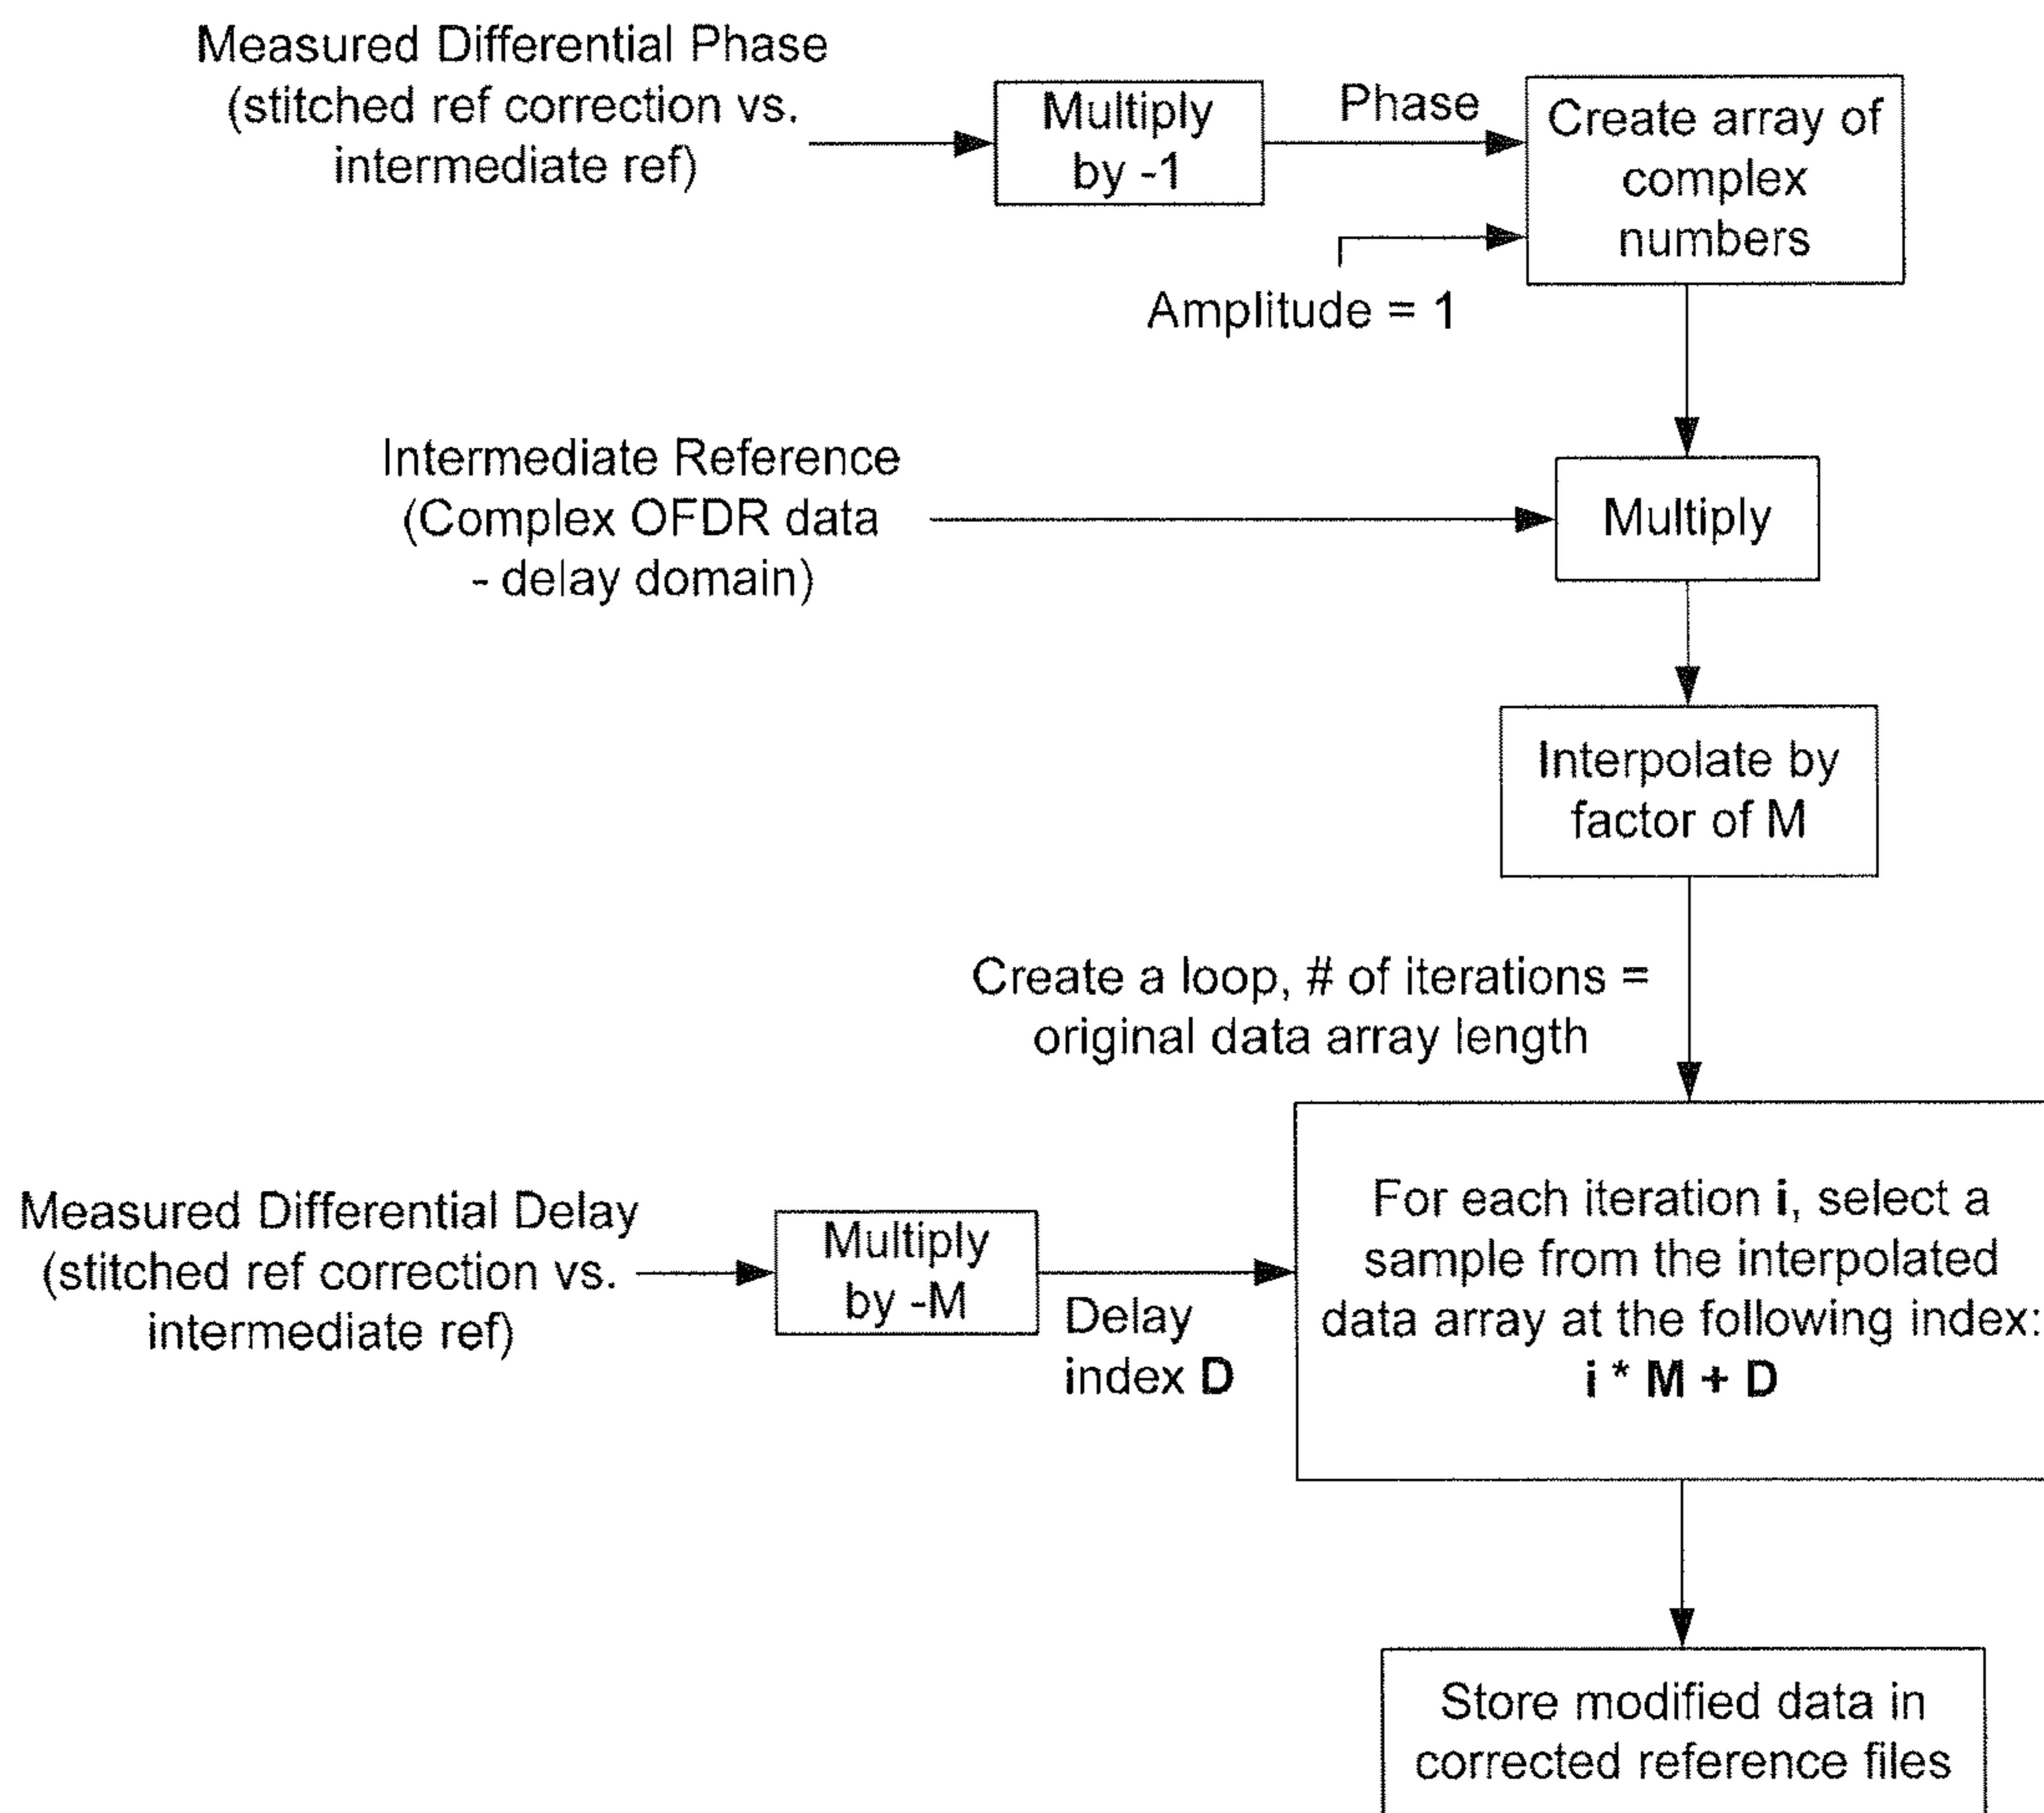 Measured Differential Phase
(stitched ref correction vs.
intermediate ref)
Multiply
by -1
Phase
Create array of
complex
numbers
Amplitude = 1
Intermediate Reference
(Complex OFDR data
- delay domain)
Multiply
Interpolate by
factor of M
Create a loop, # of iterations =
original data array length
Measured Differential Delay
(stitched ref correction vs.
intermediate ref)
Multiply
by -M
Delay
index D
For each iteration i, select a
sample from the interpolated
data array at the following index:
i * M + D
Store modified data in
corrected reference files